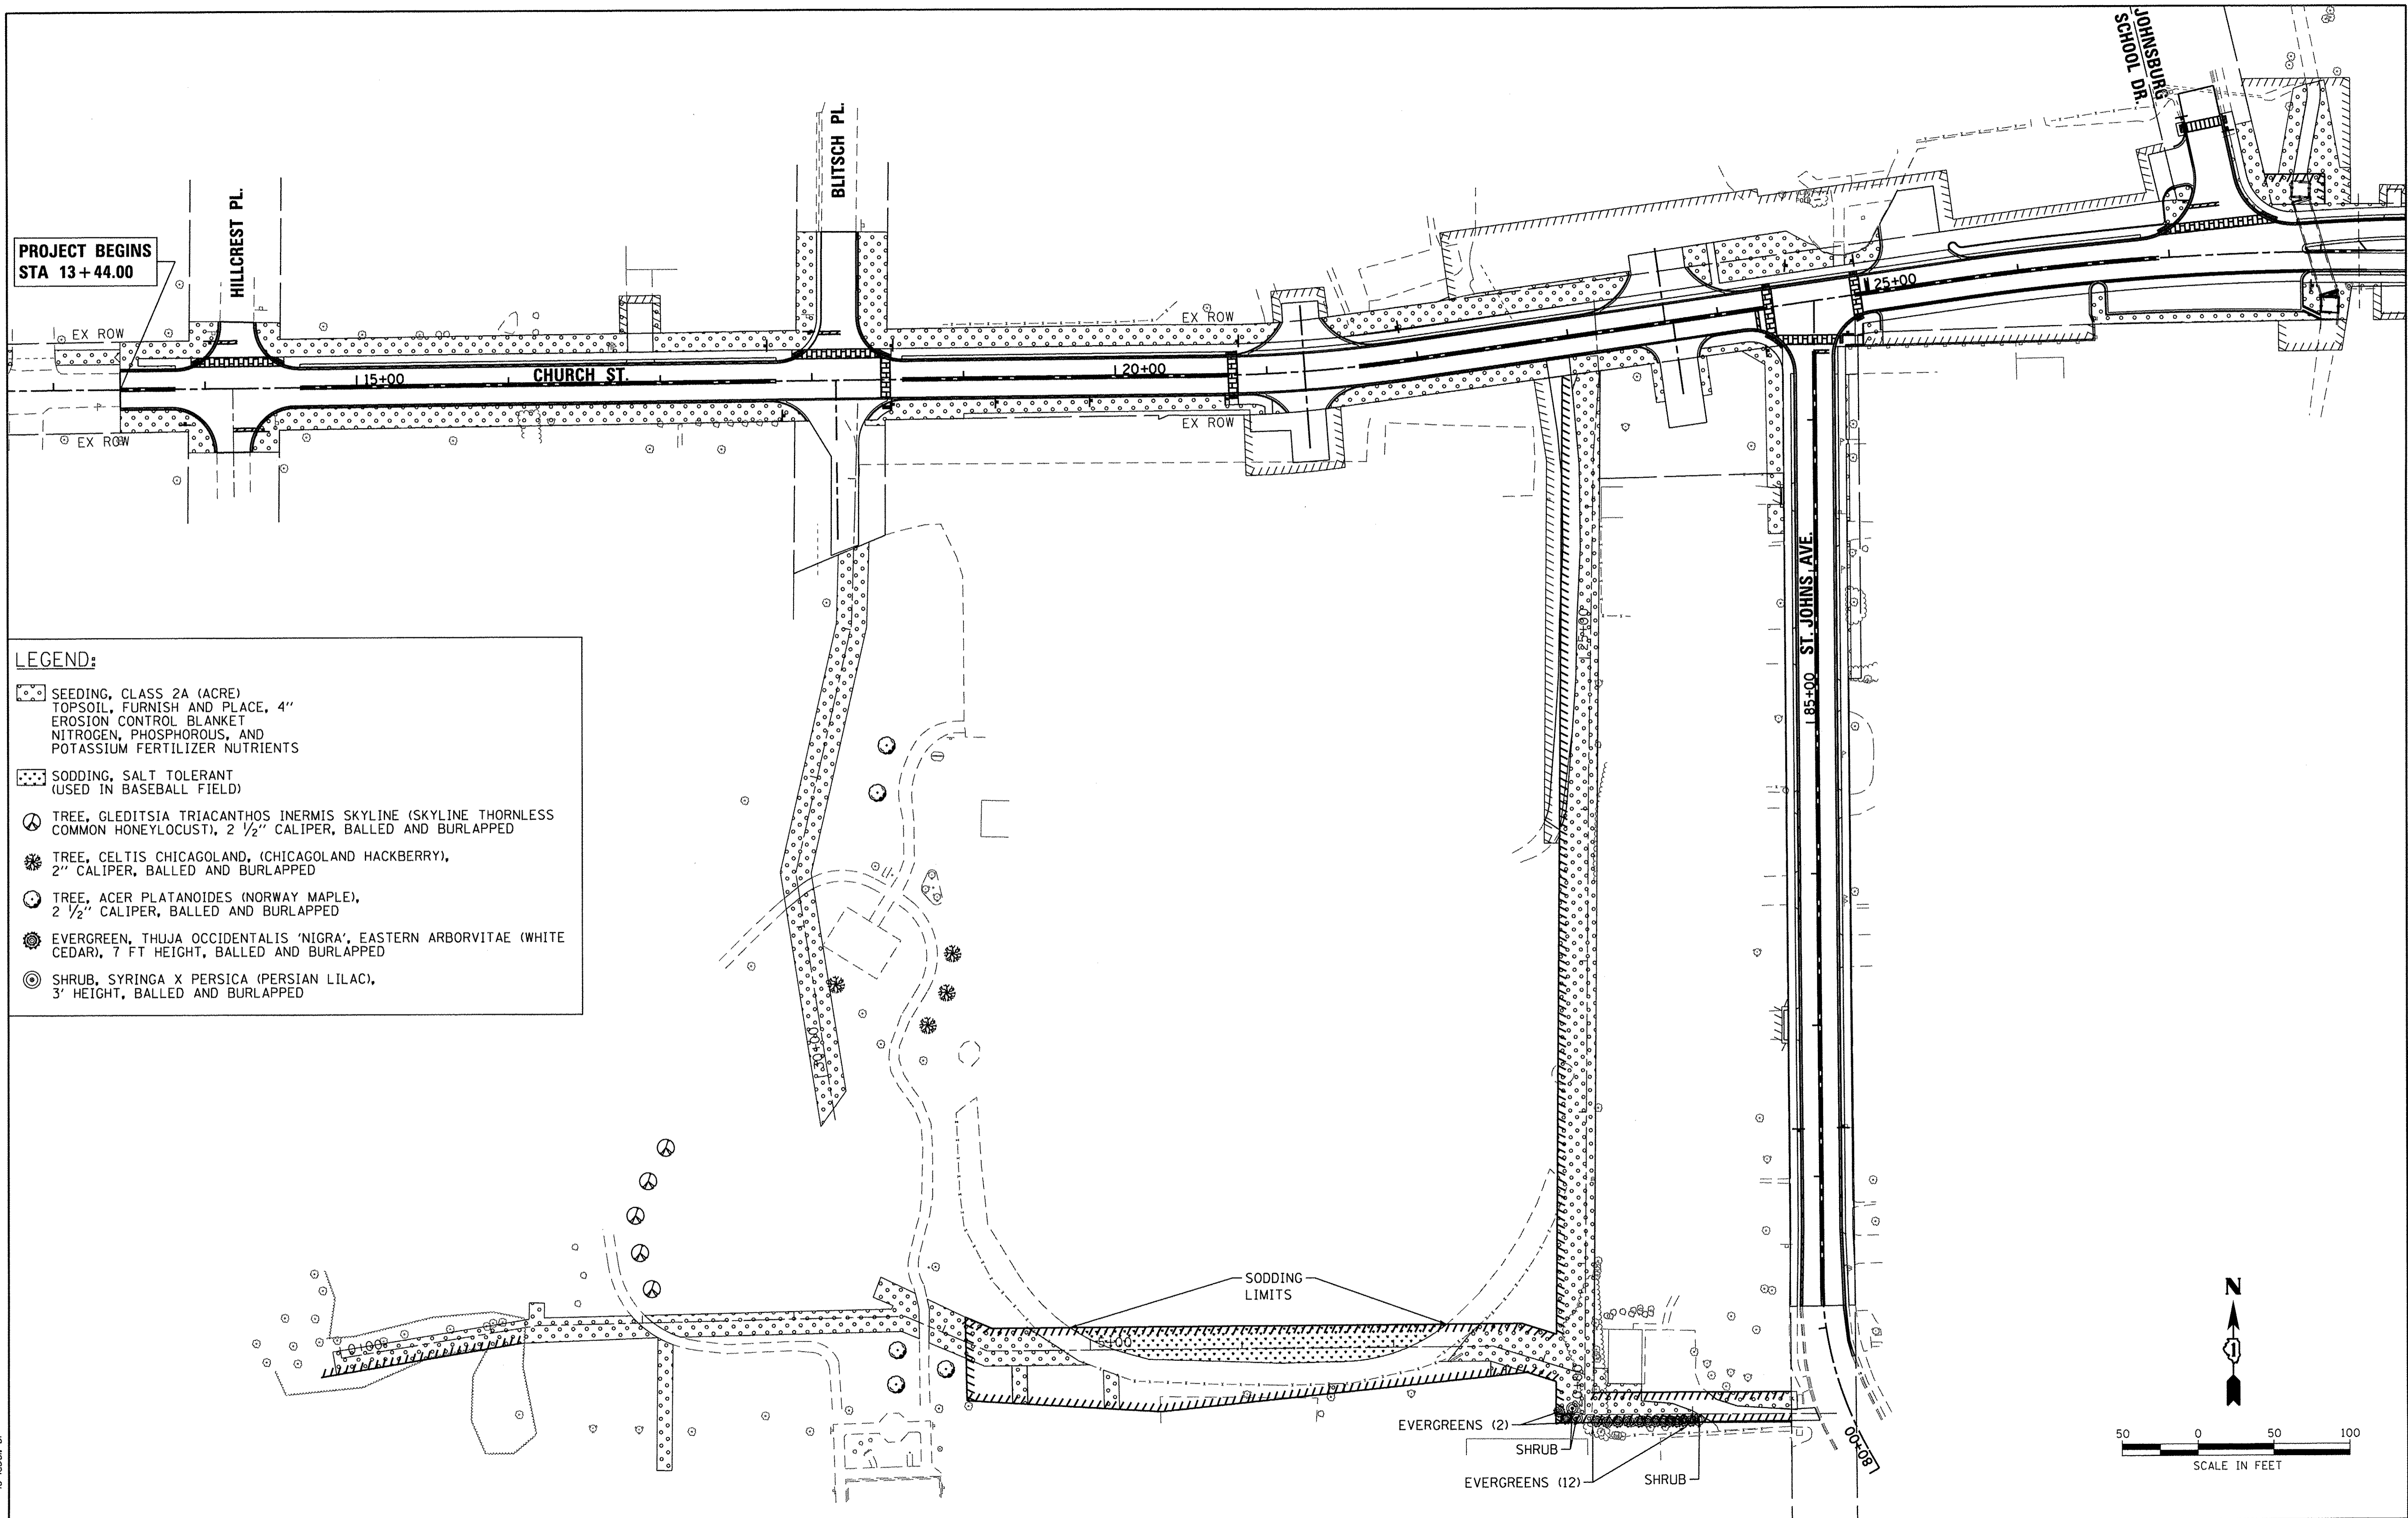 JOHNSBURG
SCHOOL DR.
BLITSCH PL.
HILLCREST PL.
PROJECT BEGINS
STA 13+44.00
EX ROW
EX ROW
EX ROW
EX ROW
15+00
CHURCH ST.
20+00
25+00
125+00
85+00 ST. JOHNS AVE.
LEGEND:
SEEDING, CLASS 2A (ACRE)
TOPSOIL, FURNISH AND PLACE, 4"
EROSION CONTROL BLANKET
NITROGEN, PHOSPHOROUS, AND
POTASSIUM FERTILIZER NUTRIENTS
SODDING, SALT TOLERANT
(USED IN BASEBALL FIELD)
TREE, GLEDITSIA TRIACANTHOS INERMIS SKYLINE (SKYLINE THORNLESS
COMMON HONEYLOCUST), 2 1/2" CALIPER, BALLED AND BURLAPPED
TREE, CELTIS CHICAGOLAND, (CHICAGOLAND HACKBERRY),
2" CALIPER, BALLED AND BURLAPPED
TREE, ACER PLATANOIDES (NORWAY MAPLE),
2 1/2" CALIPER, BALLED AND BURLAPPED
EVERGREEN, THUJA OCCIDENTALIS 'NIGRA', EASTERN ARBORVITAE (WHITE
CEDAR), 7 FT HEIGHT, BALLED AND BURLAPPED
SHRUB, SYRINGA X PERSICA (PERSIAN LILAC),
3' HEIGHT, BALLED AND BURLAPPED
SODDING
LIMITS
EVERGREENS (2)
SHRUB
EVERGREENS (12)
SHRUB
80+00
N
50 0 50 100
SCALE IN FEET